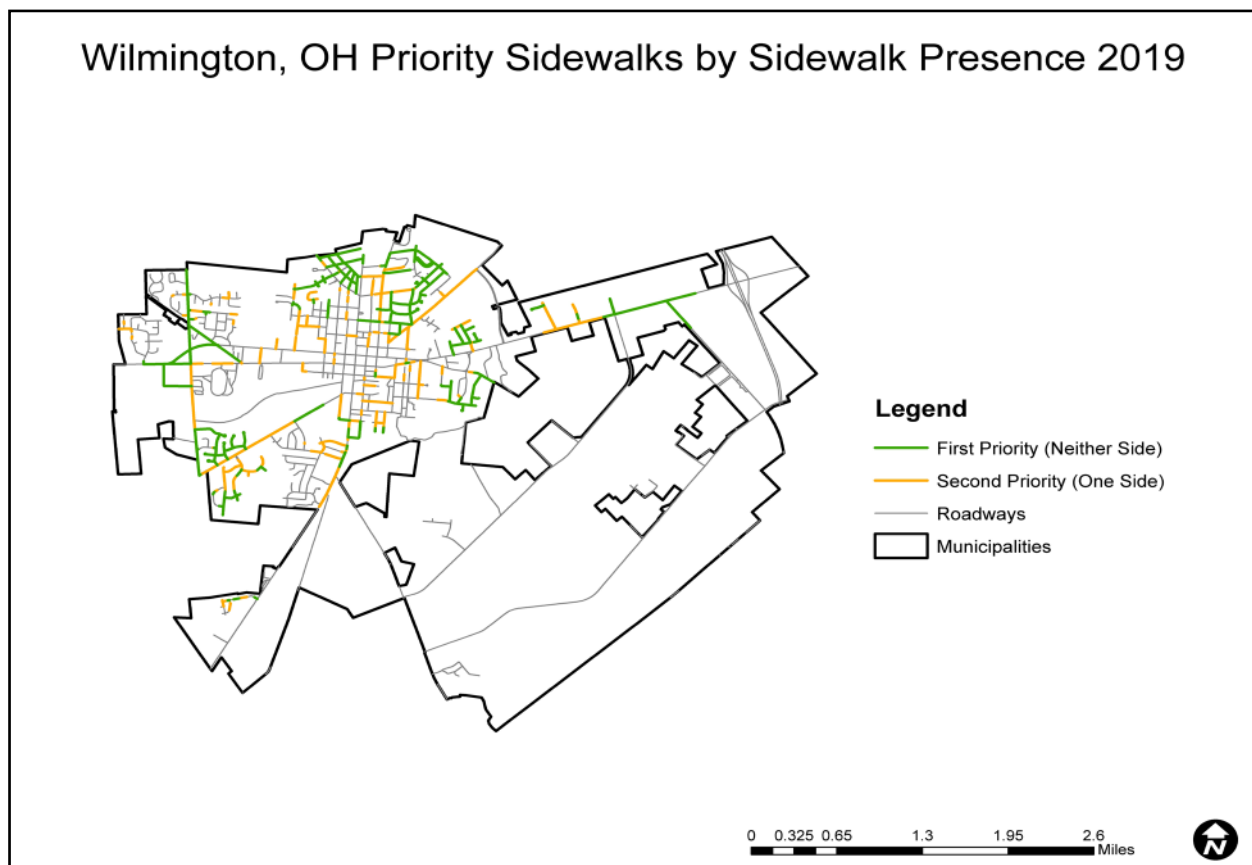 Wilmington, OH Priority Sidewalks by Sidewalk Presence 2019
Legend
First Priority (Neither Side)
Second Priority (One Side)
Roadways
Municipalities
0 0.325 0.65 1.3 1.95 2.6
Miles
N